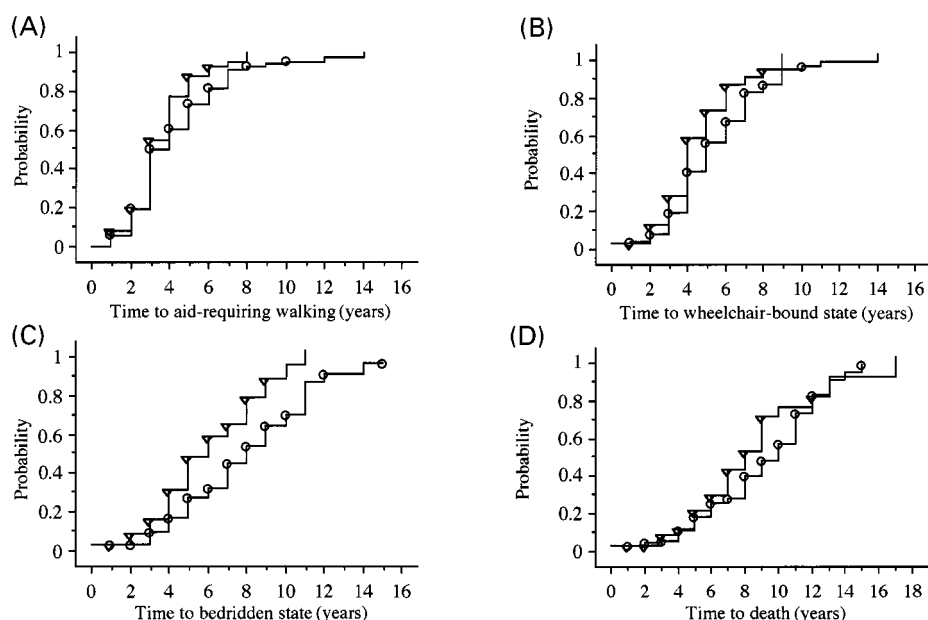 (A)
Probability
1
0.8
0.6
0.4
0.2
0
0 2 4 6 8 10 12 14 16
Time to aid-requiring walking (years)
(B)
Probability
1
0.8
0.6
0.4
0.2
0
0 2 4 6 8 10 12 14 16
Time to wheelchair-bound state (years)
(C)
Probability
1
0.8
0.6
0.4
0.2
0
0 2 4 6 8 10 12 14 16
Time to bedridden state (years)
(D)
Probability
1
0.8
0.6
0.4
0.2
0
0 2 4 6 8 10 12 14 16 18
Time to death (years)